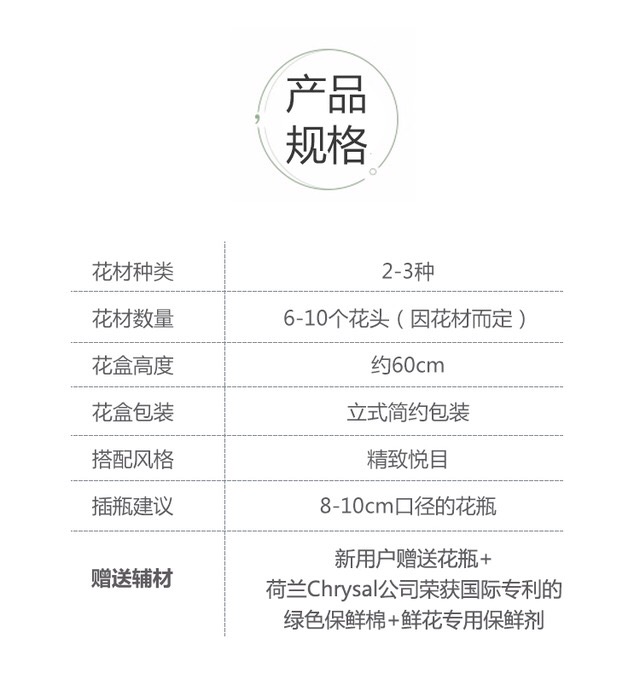 产品
规格
花材种类 2-3种
花材数量 6-10个花头（因花材而定）
花盒高度 约60cm
花盒包装 立式简约包装
搭配风格 精致悦目
插瓶建议 8-10cm口径的花瓶
赠送辅材 新用户赠送花瓶+
荷兰Chrysal公司荣获国际专利的
绿色保鲜棉+鲜花专用保鲜剂